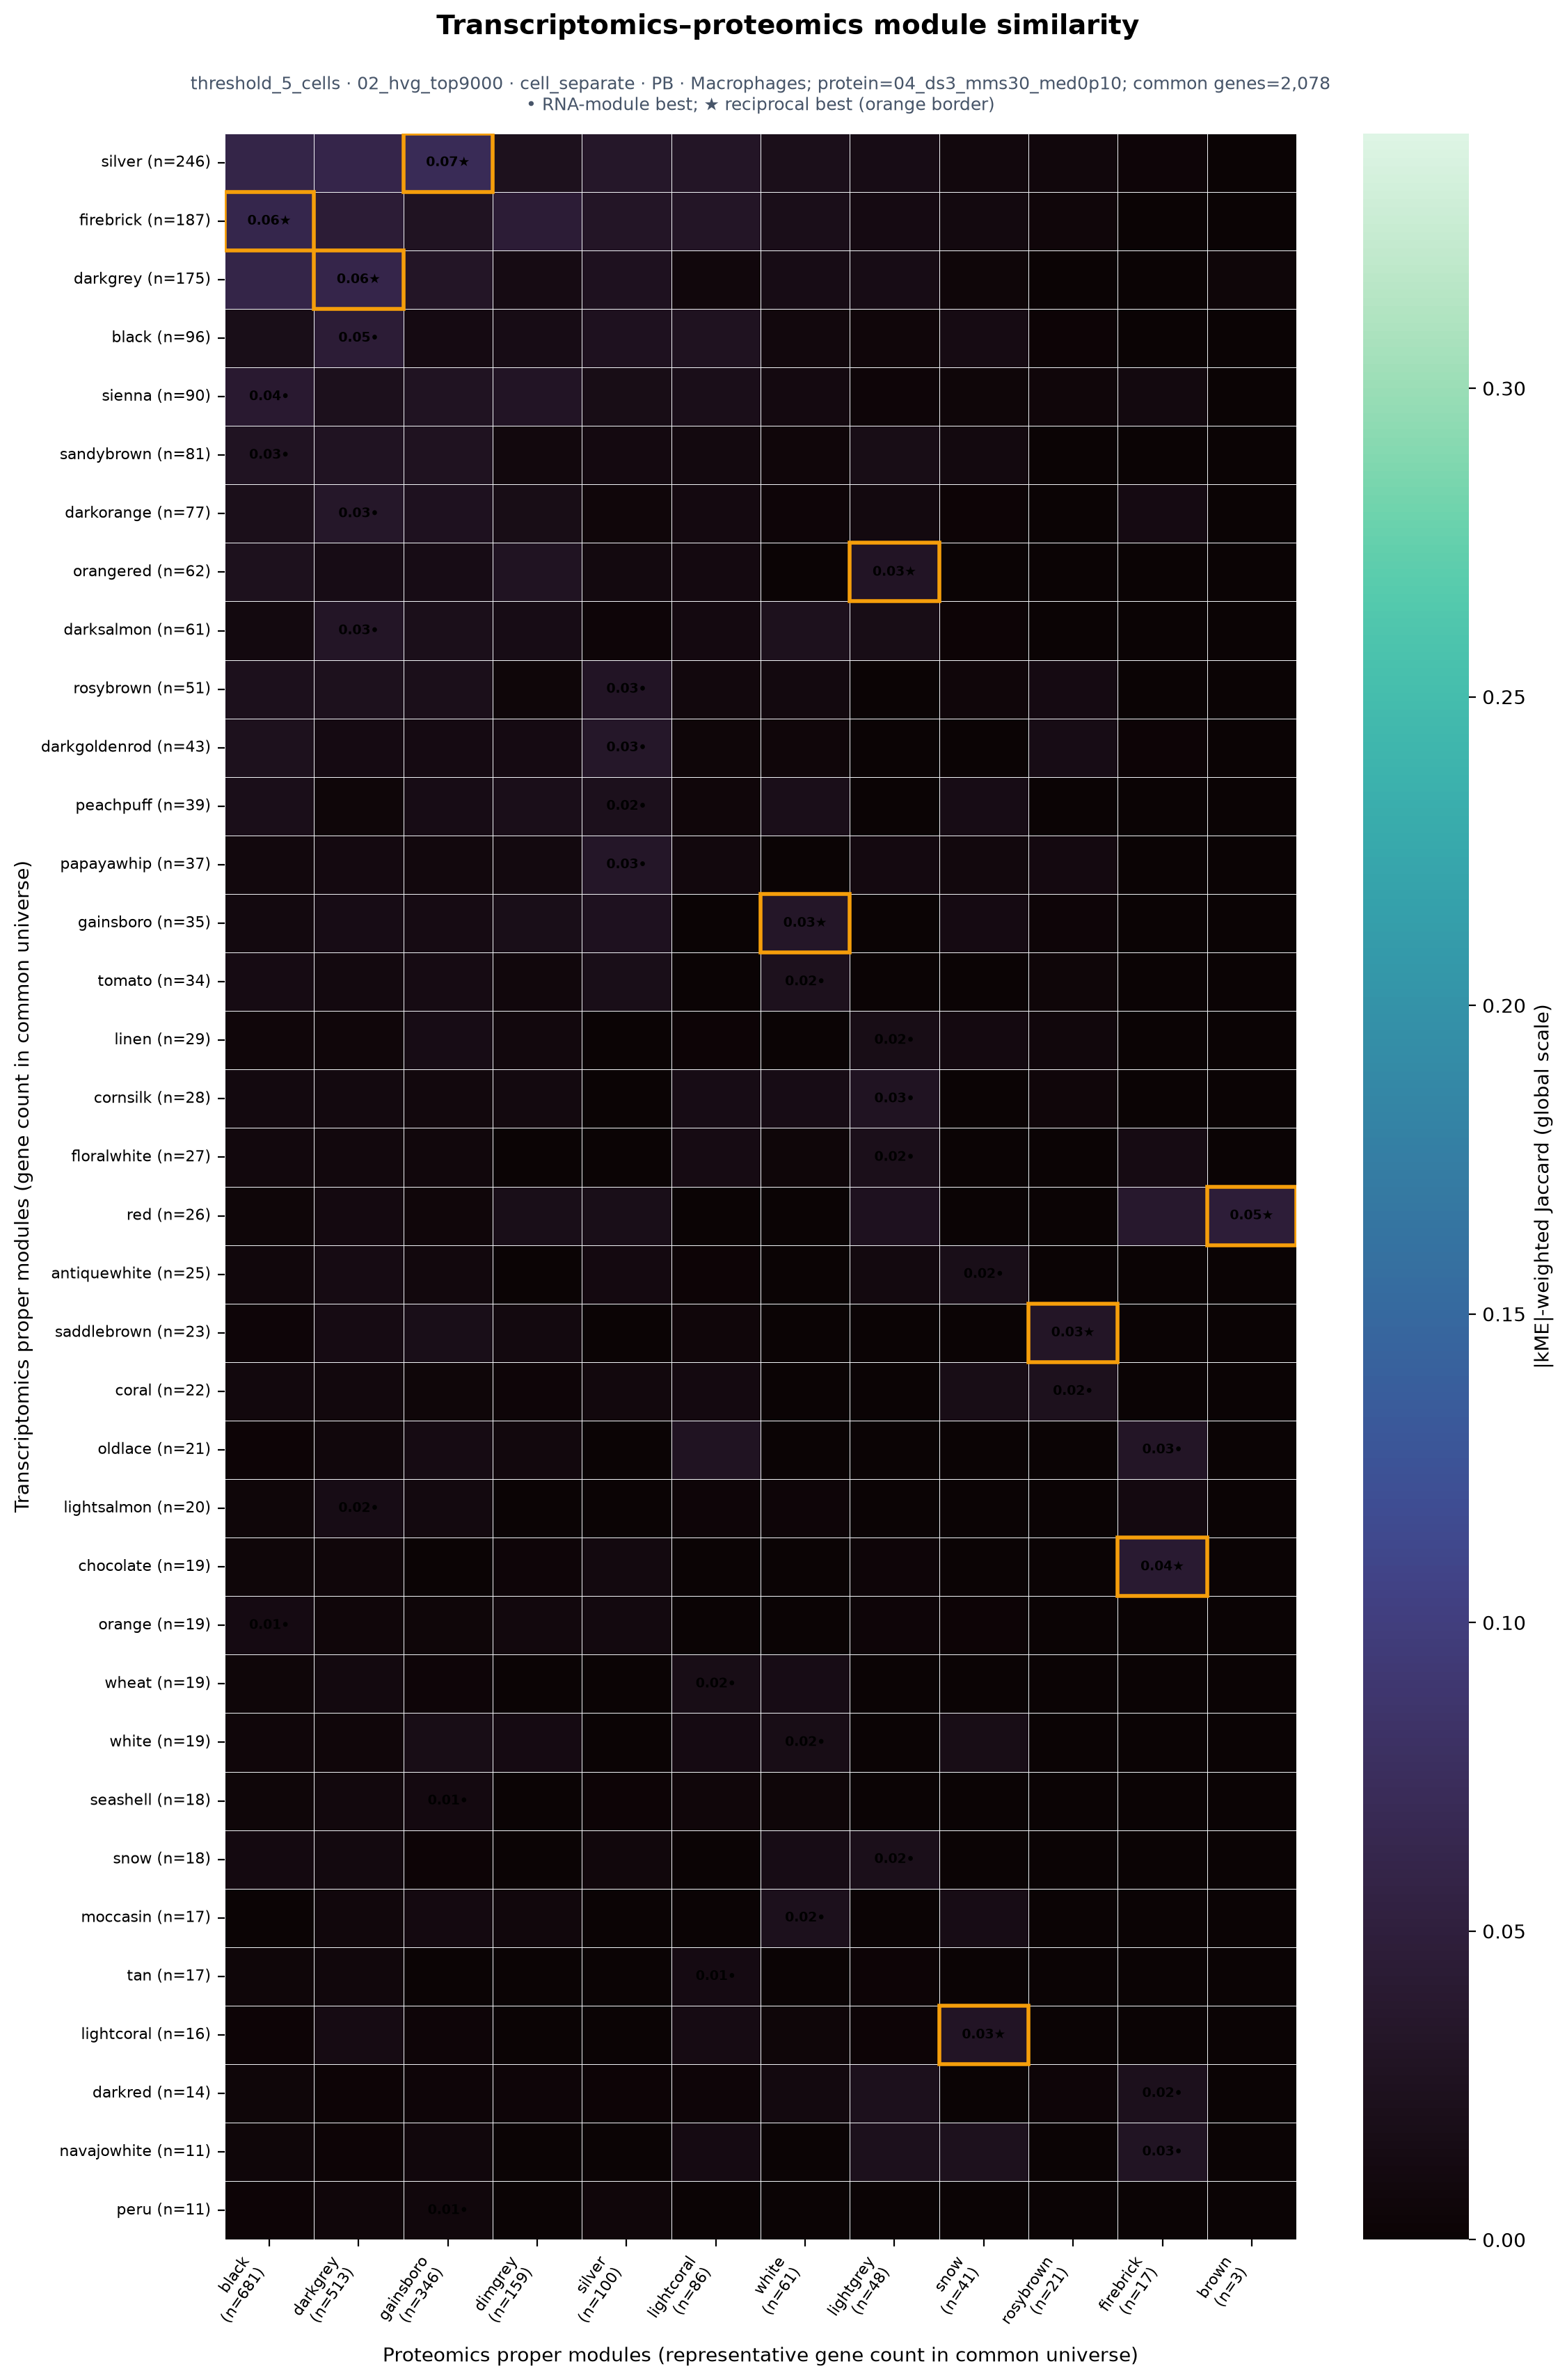 Transcriptomics–proteomics module similarity
threshold_5_cells · 02_hvg_top9000 · cell_separate · PB · Macrophages; protein=04_ds3_mms30_med0p10; common genes=2,078
• RNA-module best; ★ reciprocal best (orange border)
Transcriptomics proper modules (gene count in common universe)
silver (n=246)
0.07★
firebrick (n=187)
0.06★
darkgrey (n=175)
0.06★
black (n=96)
0.05•
sienna (n=90)
0.04•
sandybrown (n=81)
0.03•
darkorange (n=77)
0.03•
orangered (n=62)
0.03★
darksalmon (n=61)
0.03•
rosybrown (n=51)
0.03•
darkgoldenrod (n=43)
0.03•
peachpuff (n=39)
0.02•
papayawhip (n=37)
0.03•
gainsboro (n=35)
0.03★
tomato (n=34)
0.02•
linen (n=29)
0.02•
cornsilk (n=28)
0.03•
floralwhite (n=27)
0.02•
red (n=26)
0.05★
antiquewhite (n=25)
0.02•
saddlebrown (n=23)
0.03★
coral (n=22)
0.02•
oldlace (n=21)
0.03•
lightsalmon (n=20)
0.02•
chocolate (n=19)
0.04★
orange (n=19)
0.01•
wheat (n=19)
0.02•
white (n=19)
0.02•
seashell (n=18)
0.01•
snow (n=18)
0.02•
moccasin (n=17)
0.02•
tan (n=17)
0.01•
lightcoral (n=16)
0.03★
darkred (n=14)
0.02•
navajowhite (n=11)
0.03•
peru (n=11)
0.01•
black
(n=681)
darkgrey
(n=513)
gainsboro
(n=346)
dimgrey
(n=159)
silver
(n=100)
lightcoral
(n=86)
white
(n=61)
lightgrey
(n=48)
snow
(n=41)
rosybrown
(n=21)
firebrick
(n=17)
brown
(n=3)
Proteomics proper modules (representative gene count in common universe)
0.30
0.25
0.20
0.15
0.10
0.05
0.00
|kME|-weighted Jaccard (global scale)